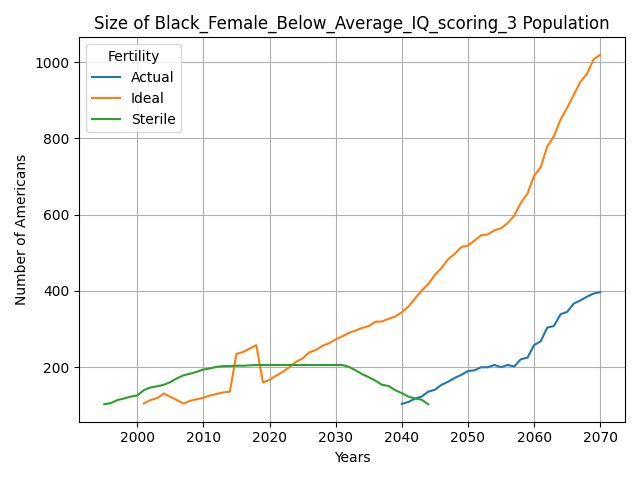 Size of Black_Female_Below_Average_IQ_scoring_3 Population
Fertility
Actual
Ideal
Sterile
Number of Americans
1000
800
600
400
200
2000 2010 2020 2030 2040 2050 2060 2070
Years